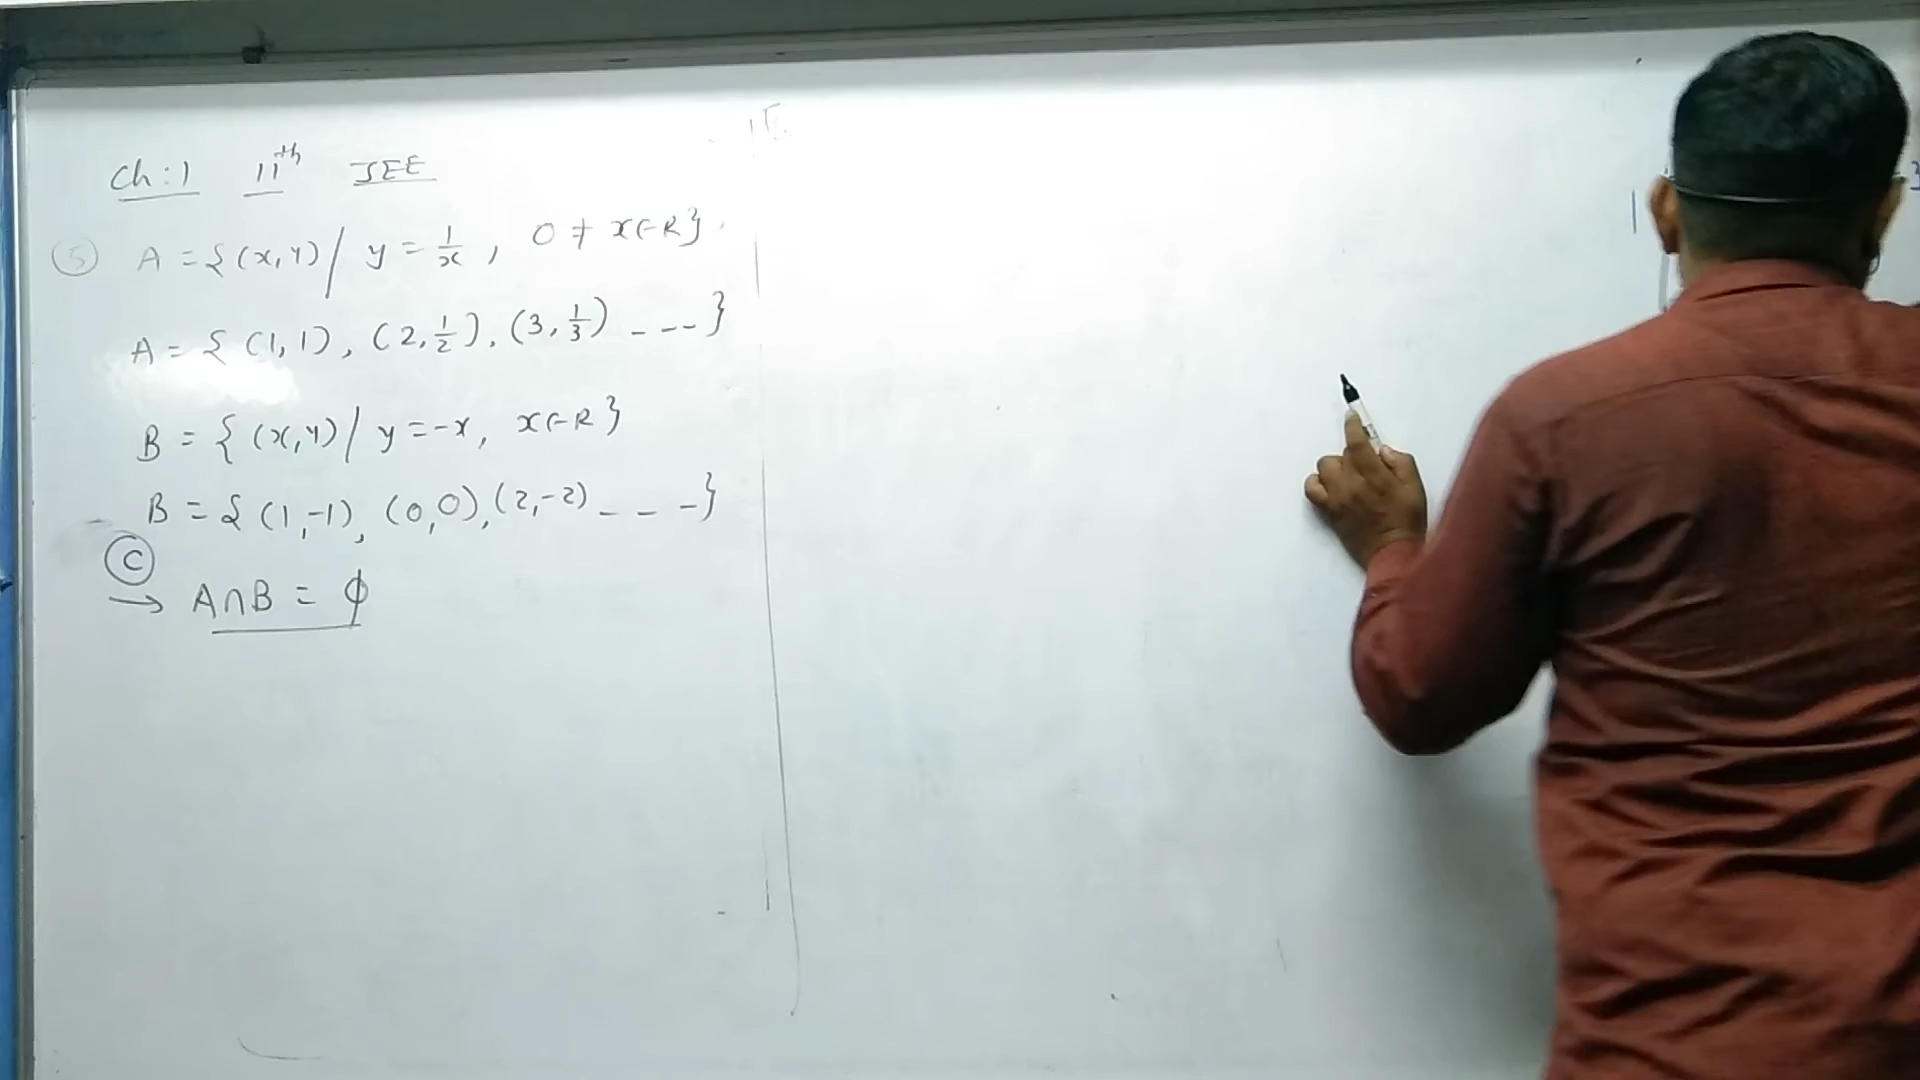 Ch:1 11th JEE
⑤ A = {(x,y) / y = 1/x , 0 ≠ x∈R}
A = { (1,1), (2,1/2), (3,1/3) - - - }
B = { (x,y) / y = -x, x∈R }
B = { (1,-1), (0,0), (2,-2) - - - }
Ⓒ
→ A∩B = ϕ